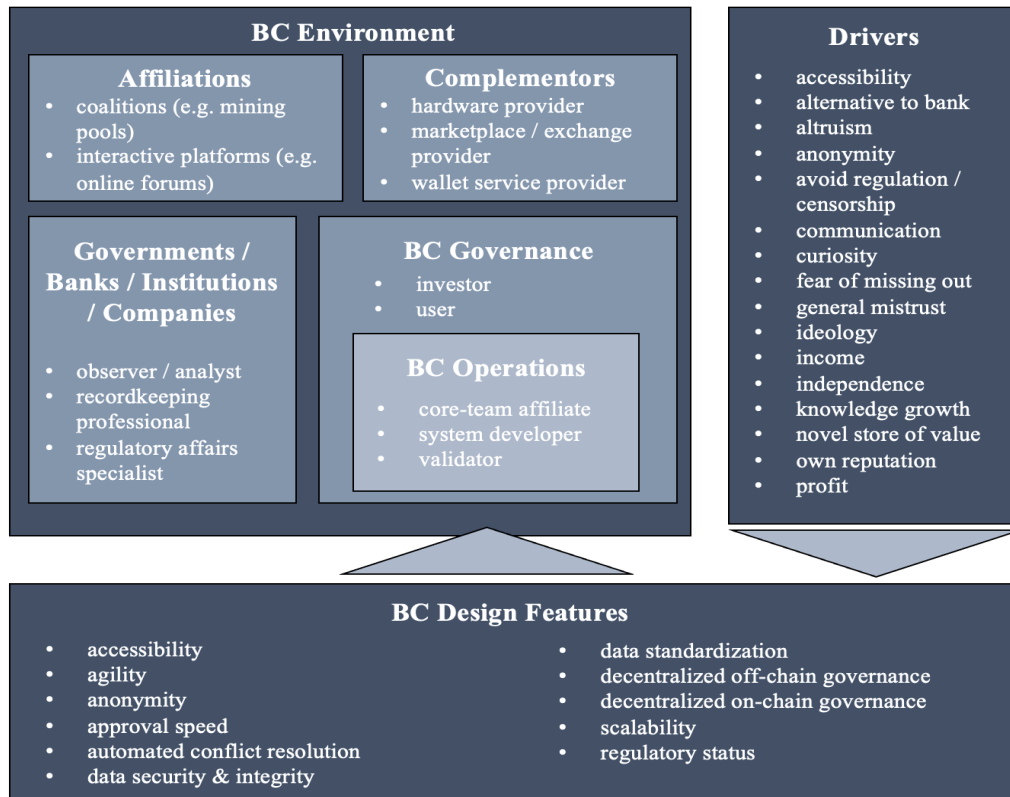 BC Environment
Affiliations
• coalitions (e.g. mining
pools)
• interactive platforms (e.g.
online forums)
Complementors
• hardware provider
• marketplace / exchange
provider
• wallet service provider
Governments /
Banks / Institutions
/ Companies
• observer / analyst
• recordkeeping
professional
• regulatory affairs
specialist
BC Governance
• investor
• user
BC Operations
• core-team affiliate
• system developer
• validator
Drivers
• accessibility
• alternative to bank
• altruism
• anonymity
• avoid regulation /
censorship
• communication
• curiosity
• fear of missing out
• general mistrust
• ideology
• income
• independence
• knowledge growth
• novel store of value
• own reputation
• profit
BC Design Features
• accessibility
• agility
• anonymity
• approval speed
• automated conflict resolution
• data security & integrity
• data standardization
• decentralized off-chain governance
• decentralized on-chain governance
• scalability
• regulatory status